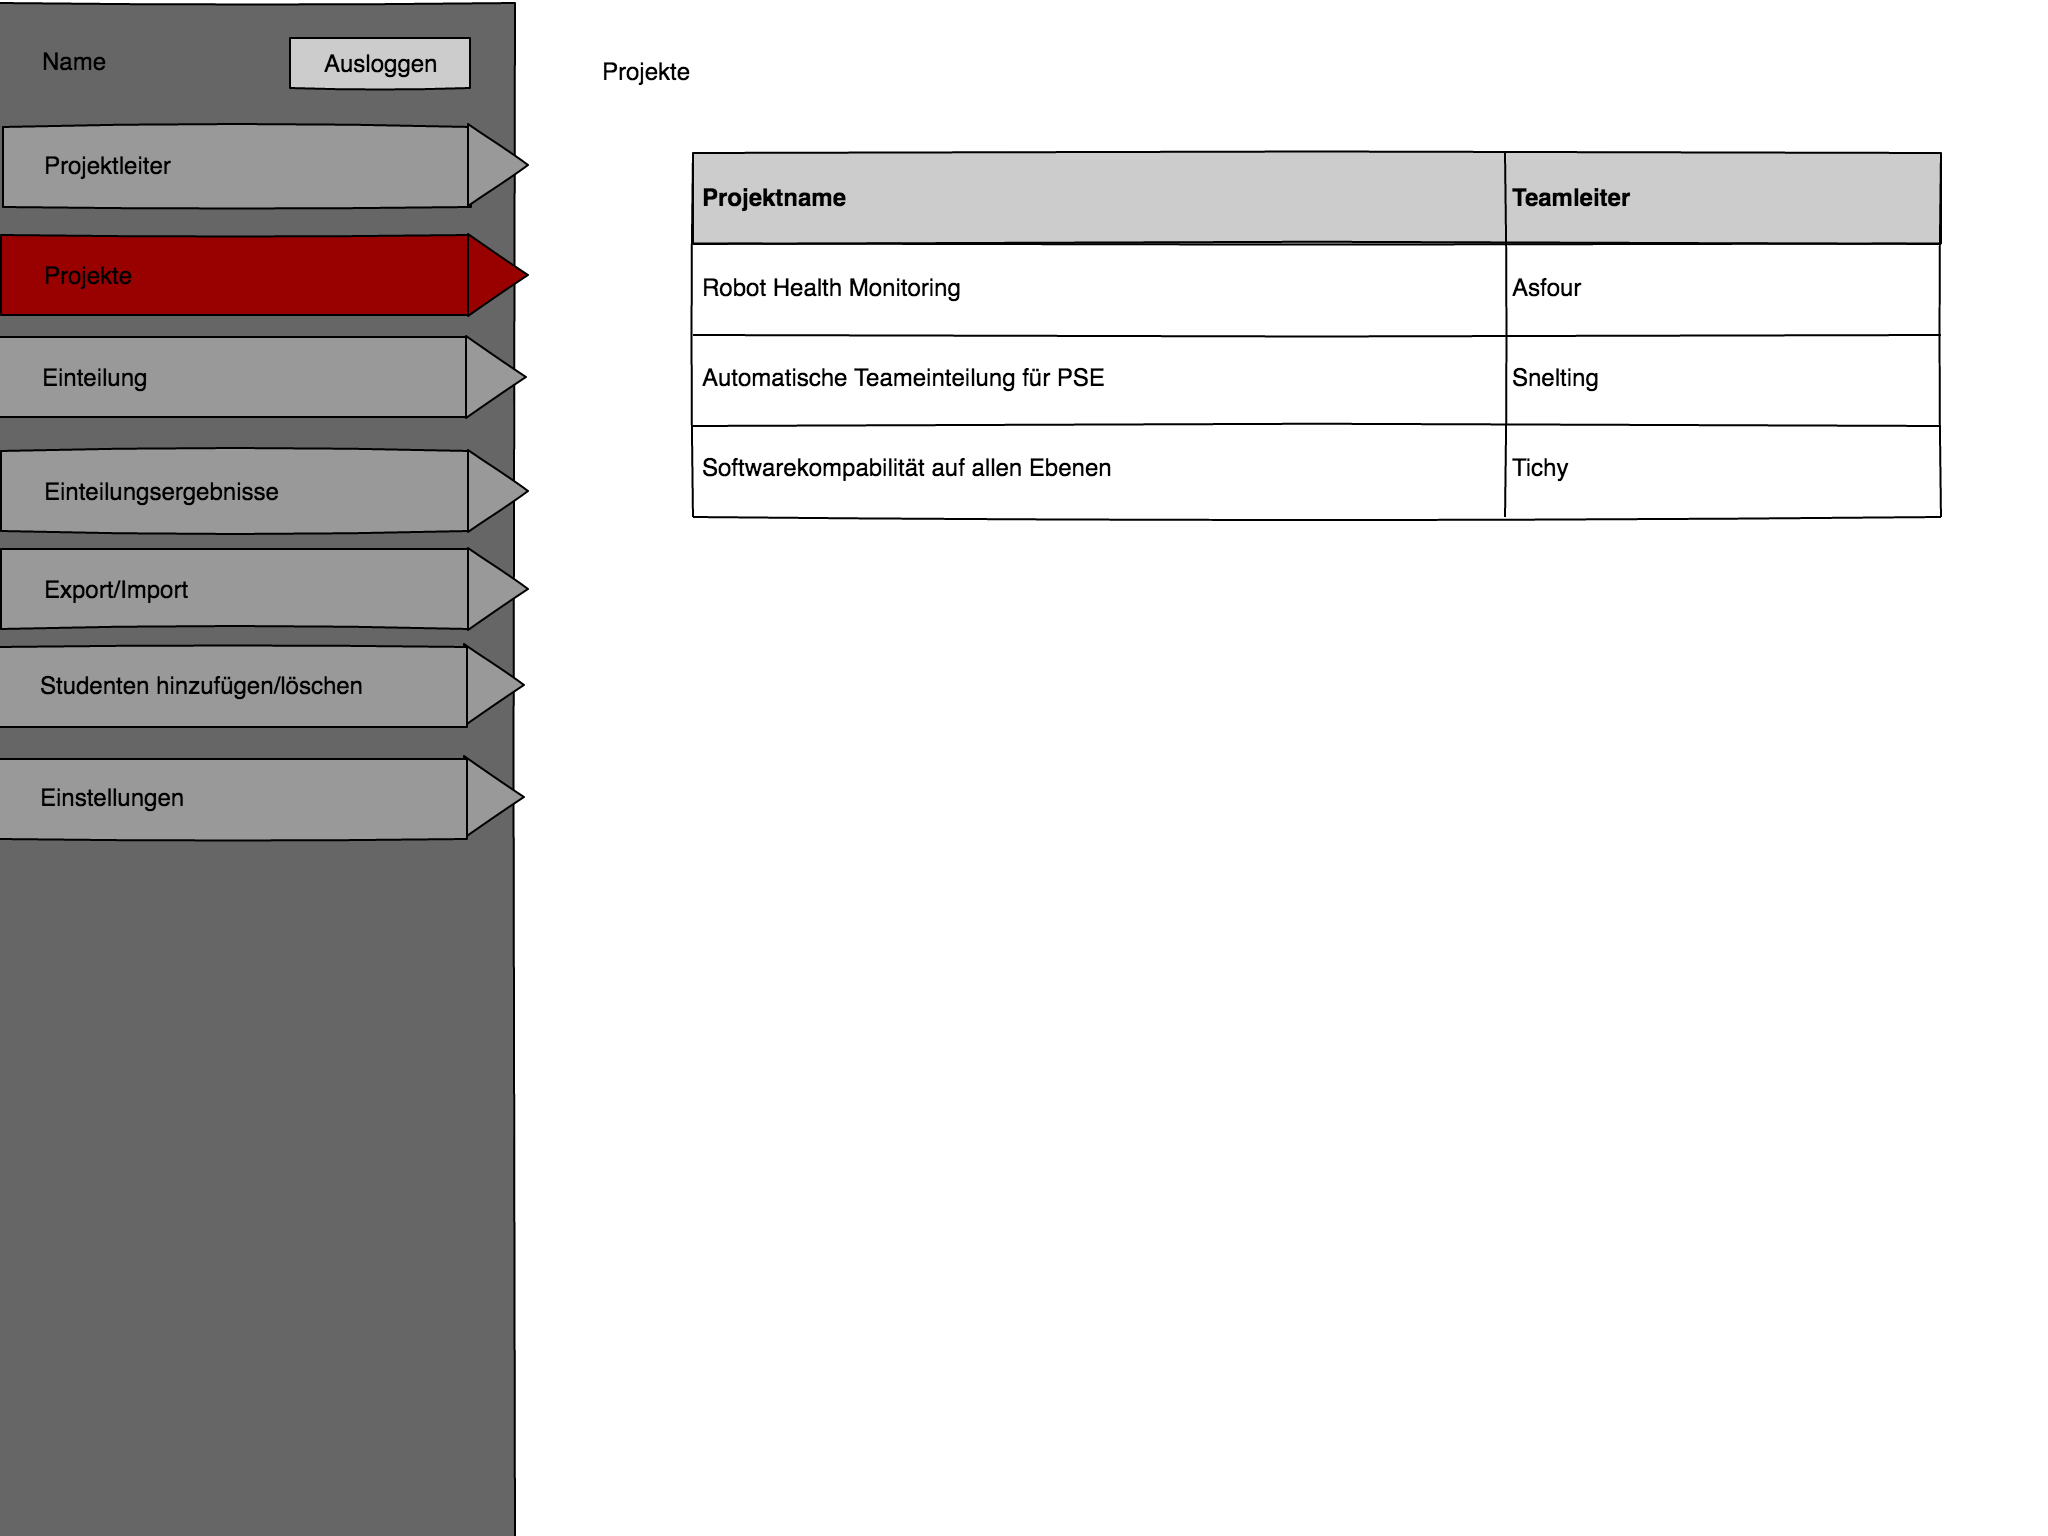 Name
Ausloggen
Projektleiter
Projekte
Einteilung
Einteilungsergebnisse
Export/Import
Studenten hinzufügen/löschen
Einstellungen
Projekte
Projektname Teamleiter
Robot Health Monitoring Asfour
Automatische Teameinteilung für PSE Snelting
Softwarekompabilität auf allen Ebenen Tichy